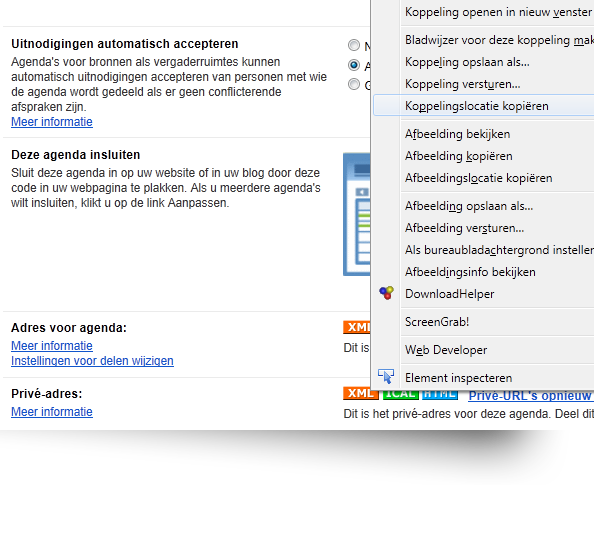 Koppeling openen in nieuw venster
Uitnodigingen automatisch accepteren
Agenda's voor bronnen als vergaderruimtes kunnen
automatisch uitnodigingen accepteren van personen met wie
de agenda wordt gedeeld als er geen conflicterende
afspraken zijn.
Meer informatie
Bladwijzer voor deze koppeling mak
Koppeling opslaan als...
Koppeling versturen...
Koppelingslocatie kopiëren
Deze agenda insluiten
Sluit deze agenda in op uw website of in uw blog door deze
code in uw webpagina te plakken. Als u meerdere agenda's
wilt insluiten, klikt u op de link Aanpassen.
Afbeelding bekijken
Afbeelding kopiëren
Afbeeldingslocatie kopiëren
Afbeelding opslaan als...
Afbeelding versturen...
Als bureaubladachtergrond instellen
Afbeeldingsinfo bekijken
DownloadHelper
ScreenGrab!
Web Developer
Element inspecteren
Adres voor agenda:
Meer informatie
Instellingen voor delen wijzigen
XML
Dit is
Privé-adres:
Meer informatie
XML ICAL HTML Privé-URL's opnieuw
Dit is het privé-adres voor deze agenda. Deel dit